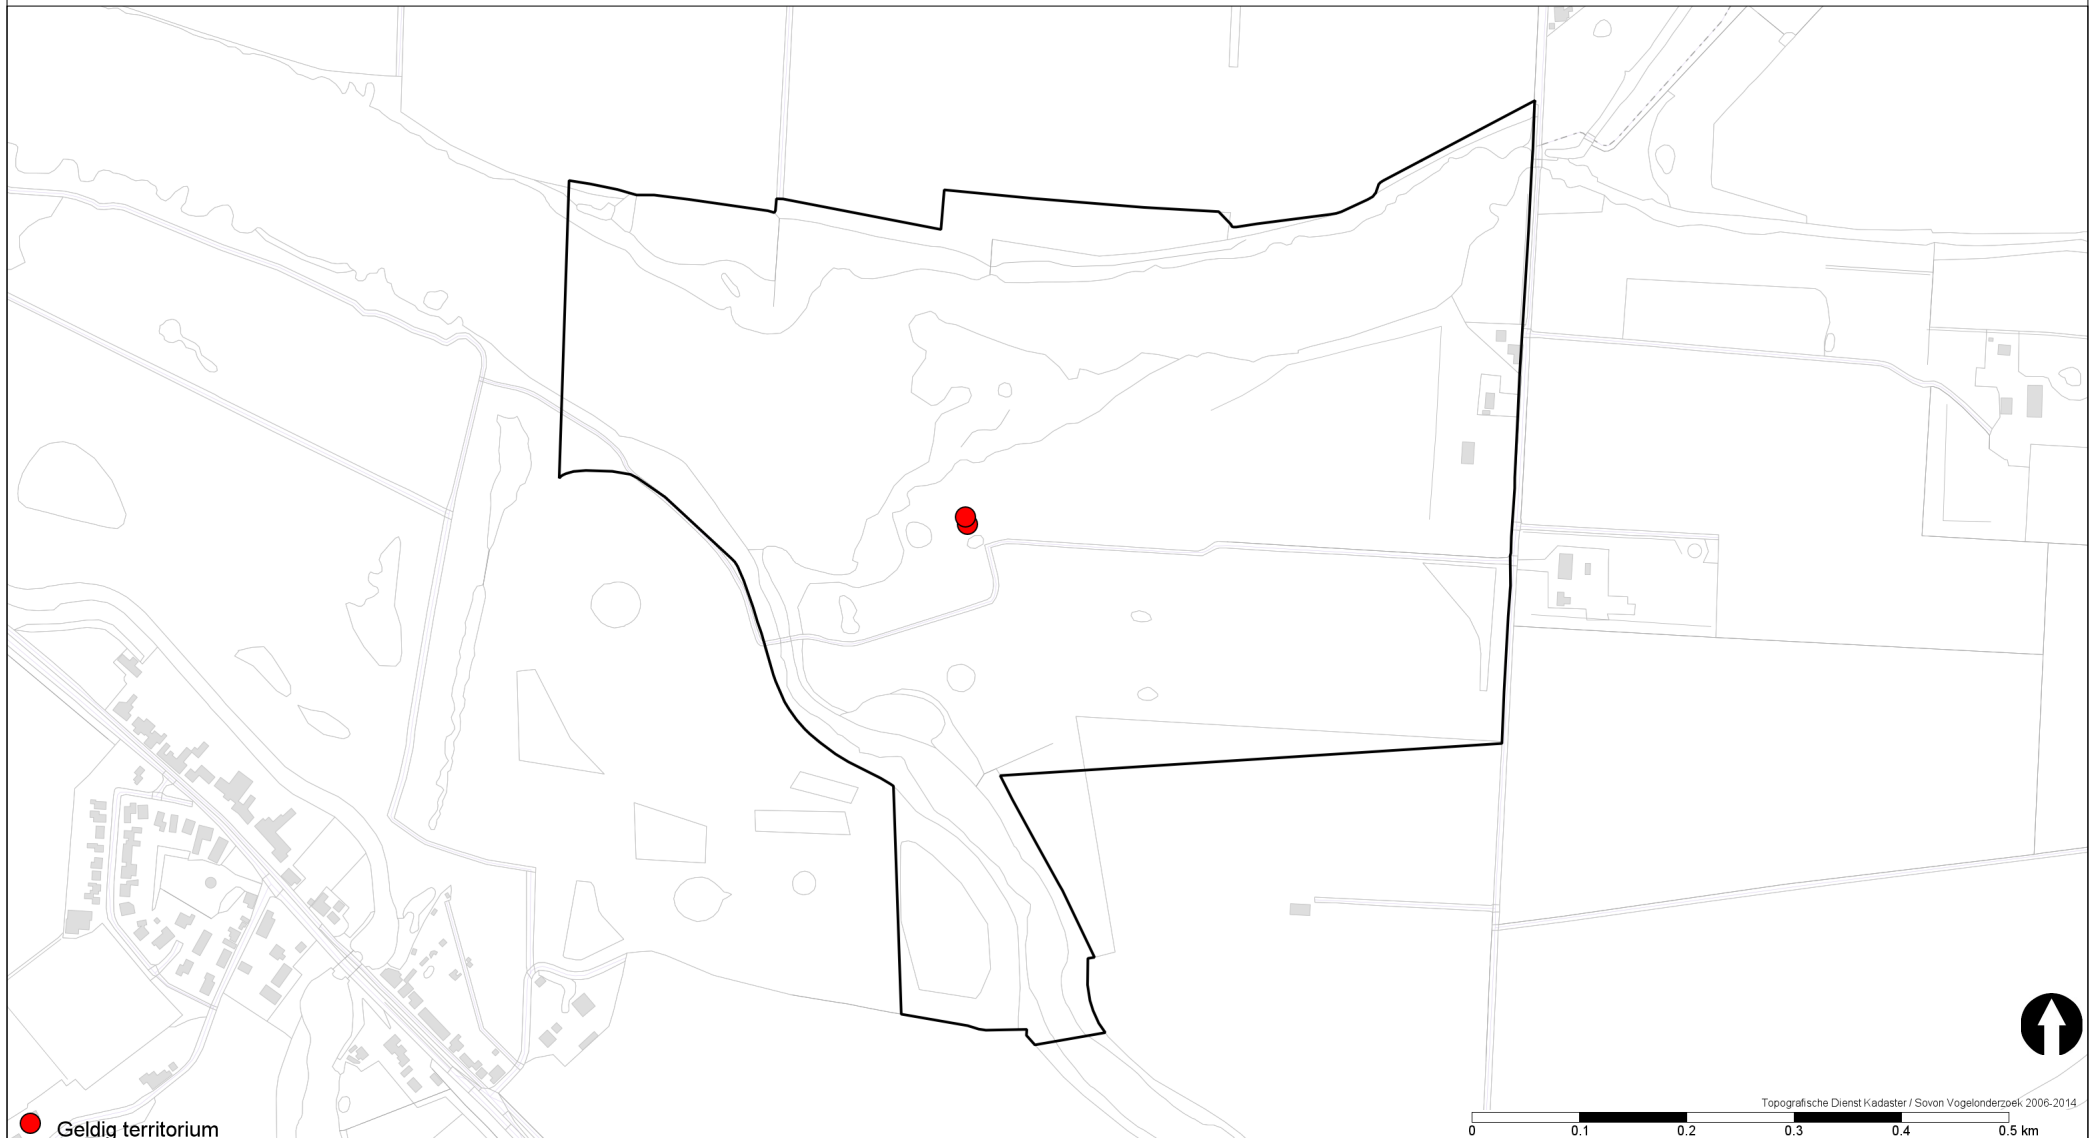 Topografische Dienst Kadaster / Sovon Vogelonderzoek 2006-2014
0 0.1 0.2 0.3 0.4 0.5 km
Geldig territorium